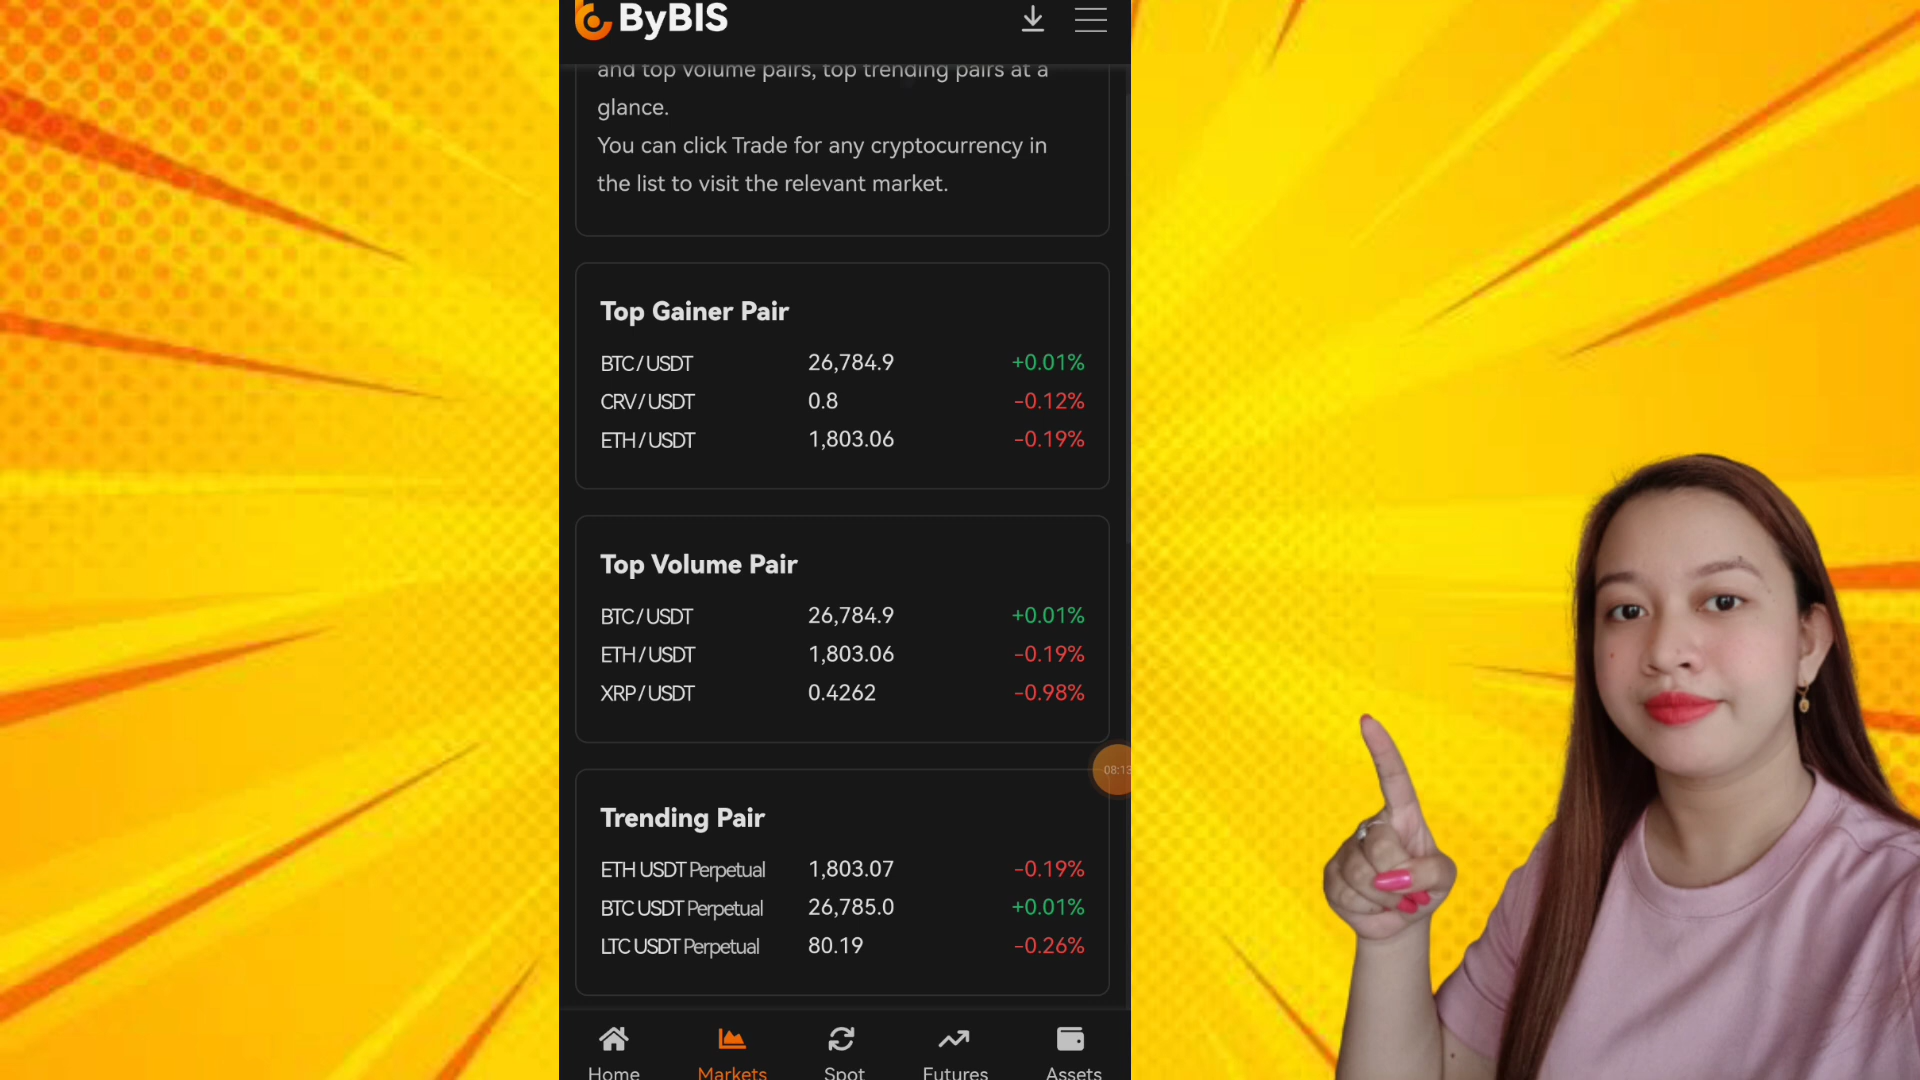 ByBIS
and top volume pairs, top trending pairs at a
glance.
You can click Trade for any cryptocurrency in
the list to visit the relevant market.
Top Gainer Pair
BTC / USDT 26,784.9 +0.01%
CRV / USDT 0.8 -0.12%
ETH / USDT 1,803.06 -0.19%
Top Volume Pair
BTC / USDT 26,784.9 +0.01%
ETH / USDT 1,803.06 -0.19%
XRP / USDT 0.4262 -0.98%
08:13
Trending Pair
ETH USDT Perpetual 1,803.07 -0.19%
BTC USDT Perpetual 26,785.0 +0.01%
LTC USDT Perpetual 80.19 -0.26%
Home Markets Spot Futures Assets